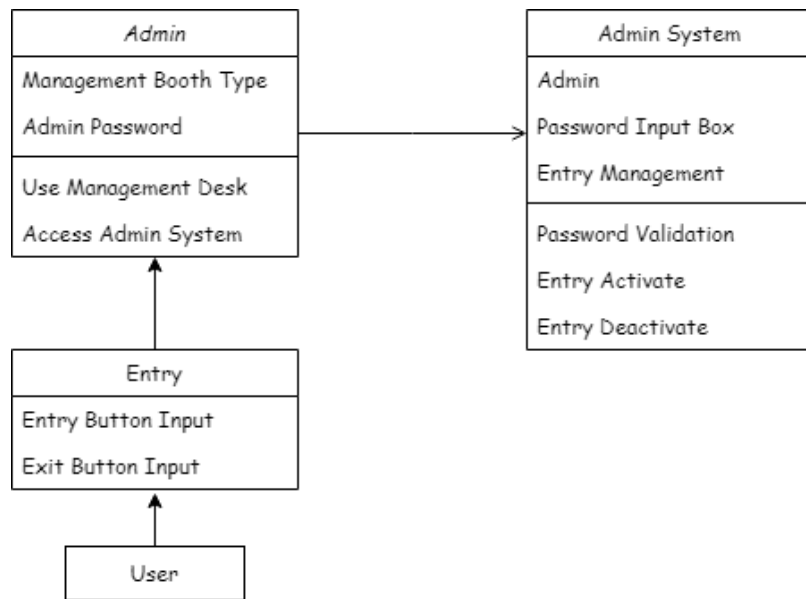 Admin
Management Booth Type
Admin Password
Use Management Desk
Access Admin System
Admin System
Admin
Password Input Box
Entry Management
Password Validation
Entry Activate
Entry Deactivate
Entry
Entry Button Input
Exit Button Input
User